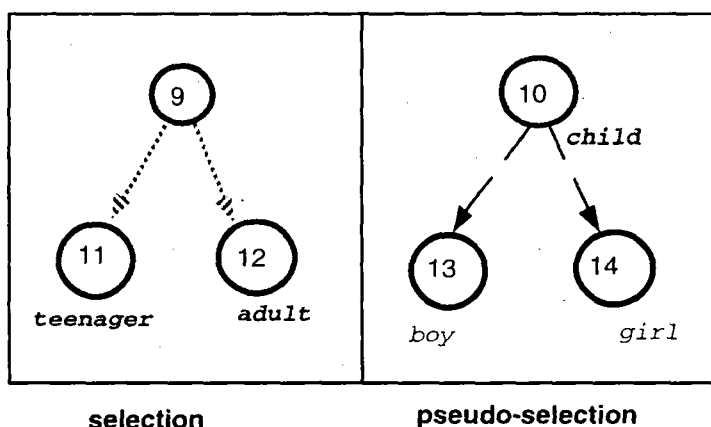 9
11
12
teenager
adult
selection
10
child
13
14
boy
girl
pseudo-selection